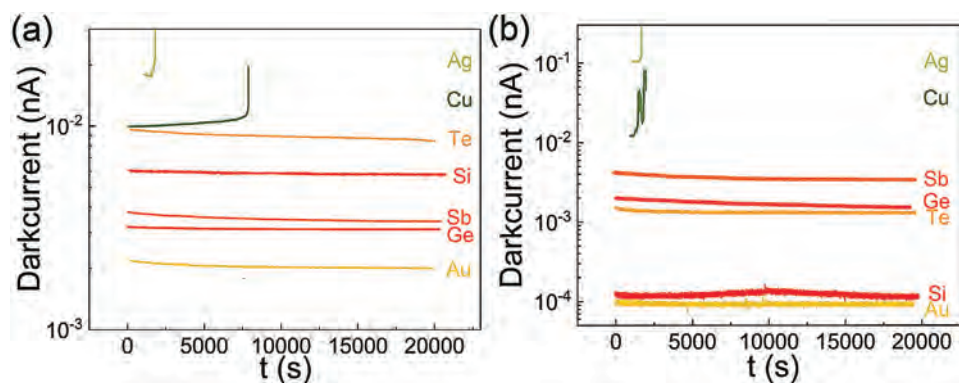 (a)
Darkcurrent (nA)
10⁻²
10⁻³
Ag
Cu
Te
Si
Sb
Ge
Au
0 5000 10000 15000 20000
t (s)
(b)
Darkcurrent (nA)
10⁻¹
10⁻²
10⁻³
10⁻⁴
Ag
Cu
Sb
Ge
Te
Si
Au
0 5000 10000 15000 20000
t (s)